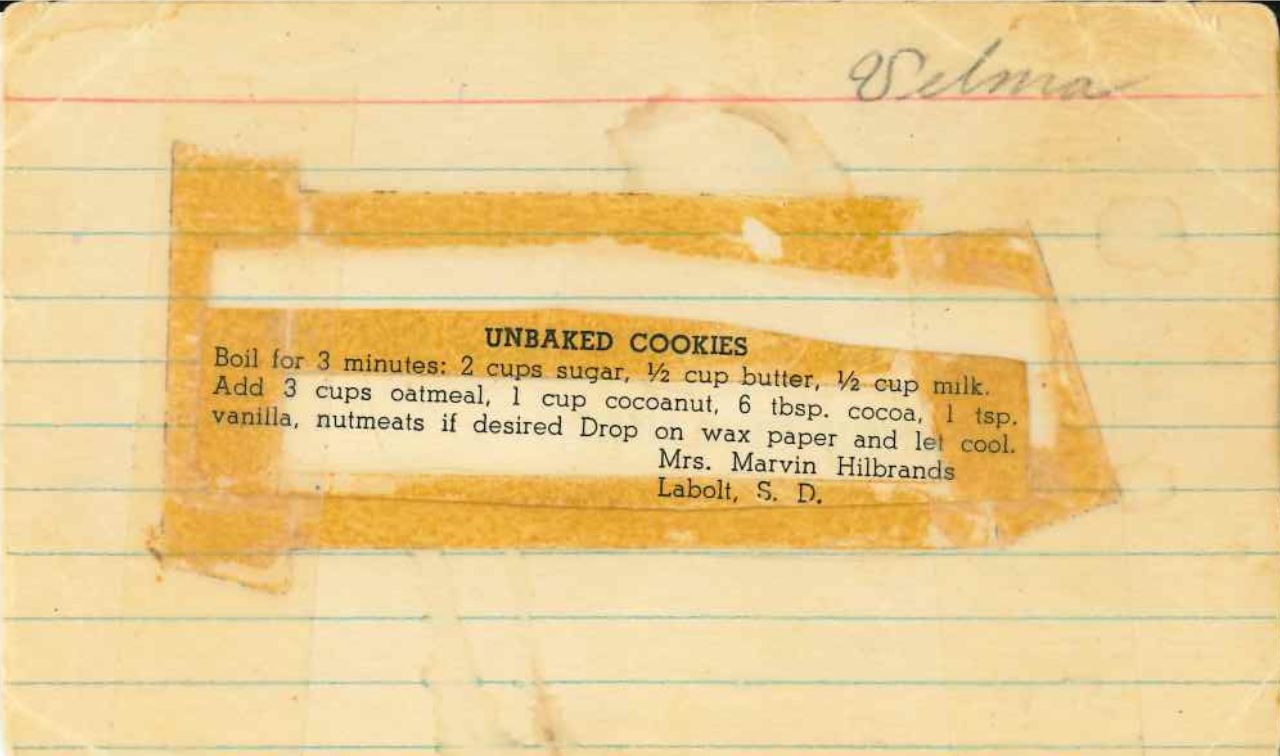 Velma
UNBAKED COOKIES
Boil for 3 minutes: 2 cups sugar, ½ cup butter, ½ cup milk.
Add 3 cups oatmeal, 1 cup cocoanut, 6 tbsp. cocoa, 1 tsp.
vanilla, nutmeats if desired Drop on wax paper and let cool.
Mrs. Marvin Hilbrands
Labolt, S. D.